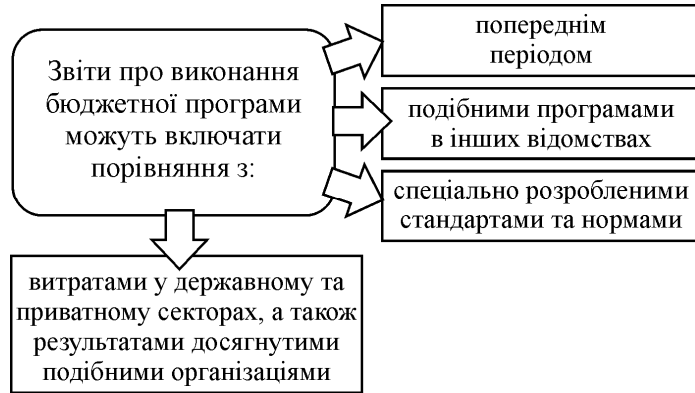 Звіти про виконання
бюджетної програми
можуть включати
порівняння з:
попереднім
періодом
подібними програмами
в інших відомствах
спеціально розробленими
стандартами та нормами
витратами у державному та
приватному секторах, а також
результатами досягнутими
подібними організаціями